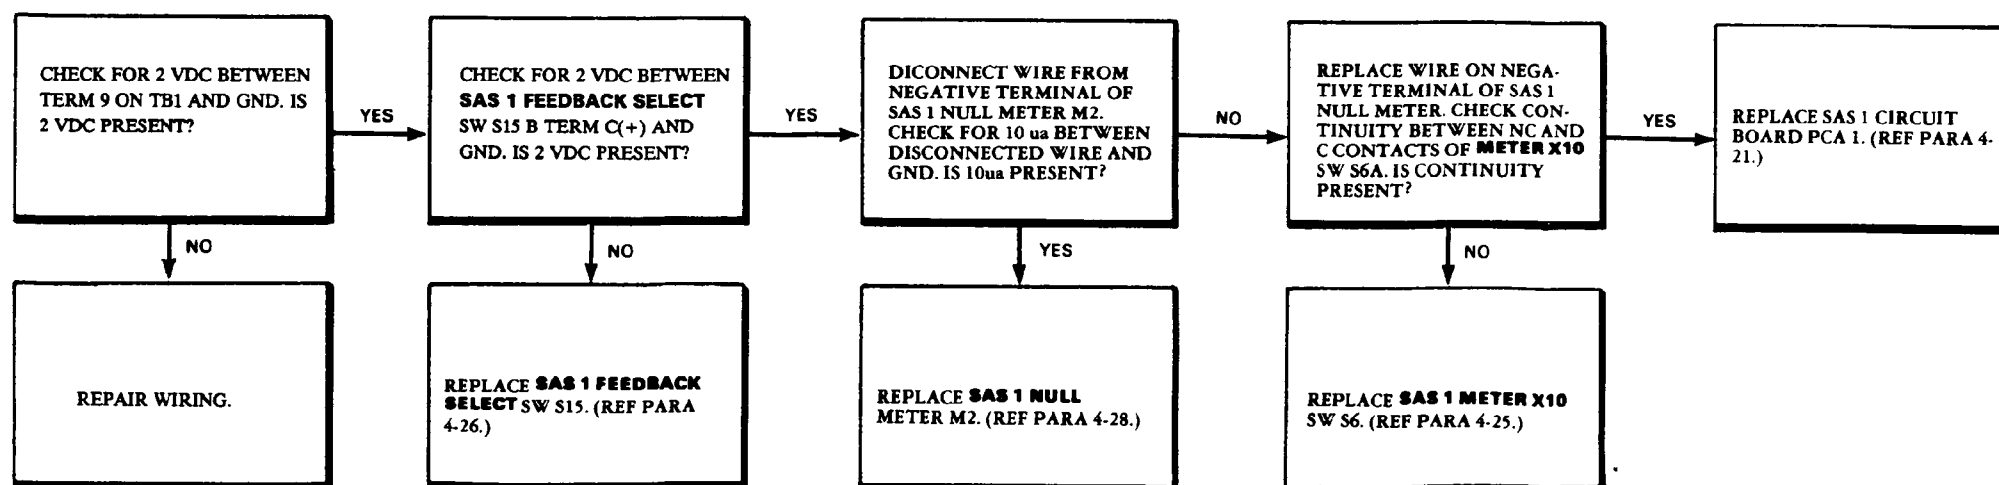 CHECK FOR 2 VDC BETWEEN
TERM 9 ON TB1 AND GND. IS
2 VDC PRESENT?
YES
CHECK FOR 2 VDC BETWEEN
SAS 1 FEEDBACK SELECT
SW S15 B TERM C(+) AND
GND. IS 2 VDC PRESENT?
YES
DICONNECT WIRE FROM
NEGATIVE TERMINAL OF
SAS 1 NULL METER M2.
CHECK FOR 10 ua BETWEEN
DISCONNECTED WIRE AND
GND. IS 10ua PRESENT?
NO
REPLACE WIRE ON NEGA-
TIVE TERMINAL OF SAS 1
NULL METER. CHECK CON-
TINUITY BETWEEN NC AND
C CONTACTS OF METER X10
SW S6A. IS CONTINUITY
PRESENT?
YES
REPLACE SAS 1 CIRCUIT
BOARD PCA 1. (REF PARA 4-
21.)
NO
NO
YES
NO
REPAIR WIRING.
REPLACE SAS 1 FEEDBACK
SELECT SW S15. (REF PARA
4-26.)
REPLACE SAS 1 NULL
METER M2. (REF PARA 4-28.)
REPLACE SAS 1 METER X10
SW S6. (REF PARA 4-25.)